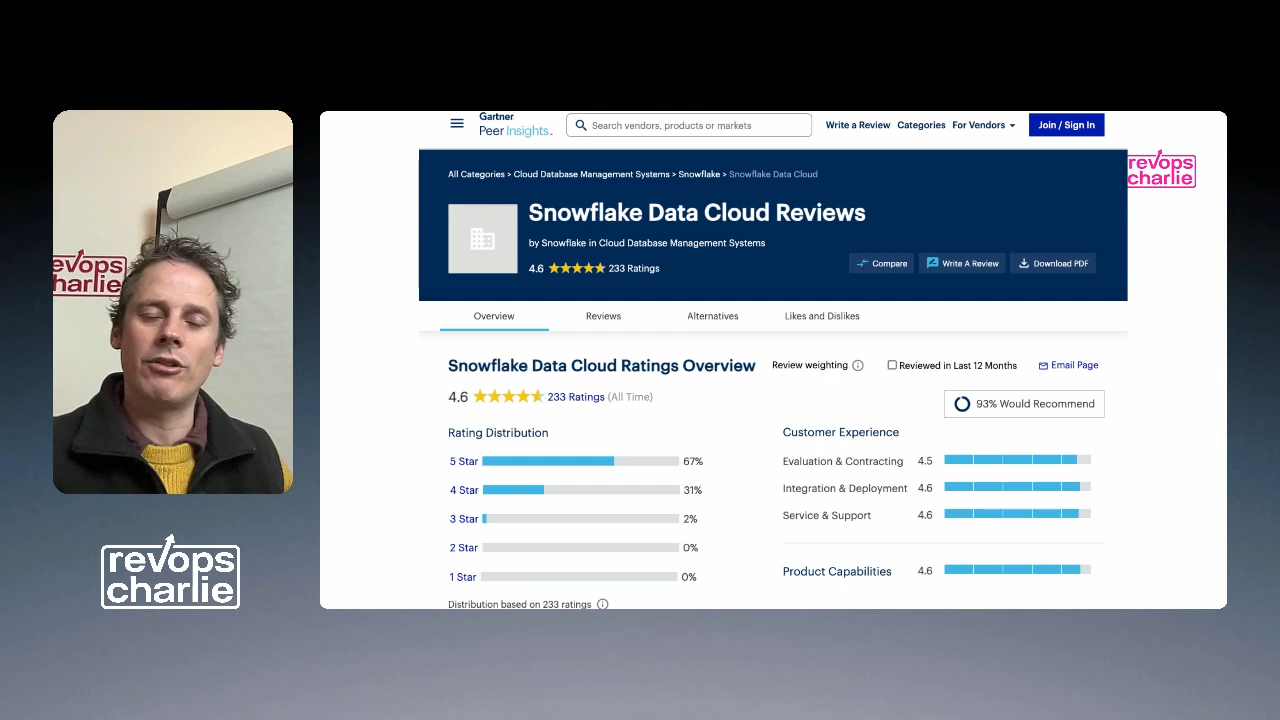 Gartner
Peer Insights™
Search vendors, products or markets
Write a Review Categories For Vendors Join / Sign In
revops
charlie
All Categories > Cloud Database Management Systems > Snowflake > Snowflake Data Cloud
Snowflake Data Cloud Reviews
by Snowflake in Cloud Database Management Systems
4.6 233 Ratings
Compare Write A Review Download PDF
Overview Reviews Alternatives Likes and Dislikes
Snowflake Data Cloud Ratings Overview Review weighting Reviewed in Last 12 Months Email Page
4.6 233 Ratings (All Time)
93% Would Recommend
Rating Distribution
5 Star 67%
4 Star 31%
3 Star 2%
2 Star 0%
1 Star 0%
Distribution based on 233 ratings
Customer Experience
Evaluation & Contracting 4.5
Integration & Deployment 4.6
Service & Support 4.6
Product Capabilities 4.6
evops
harlie
revops
charlie